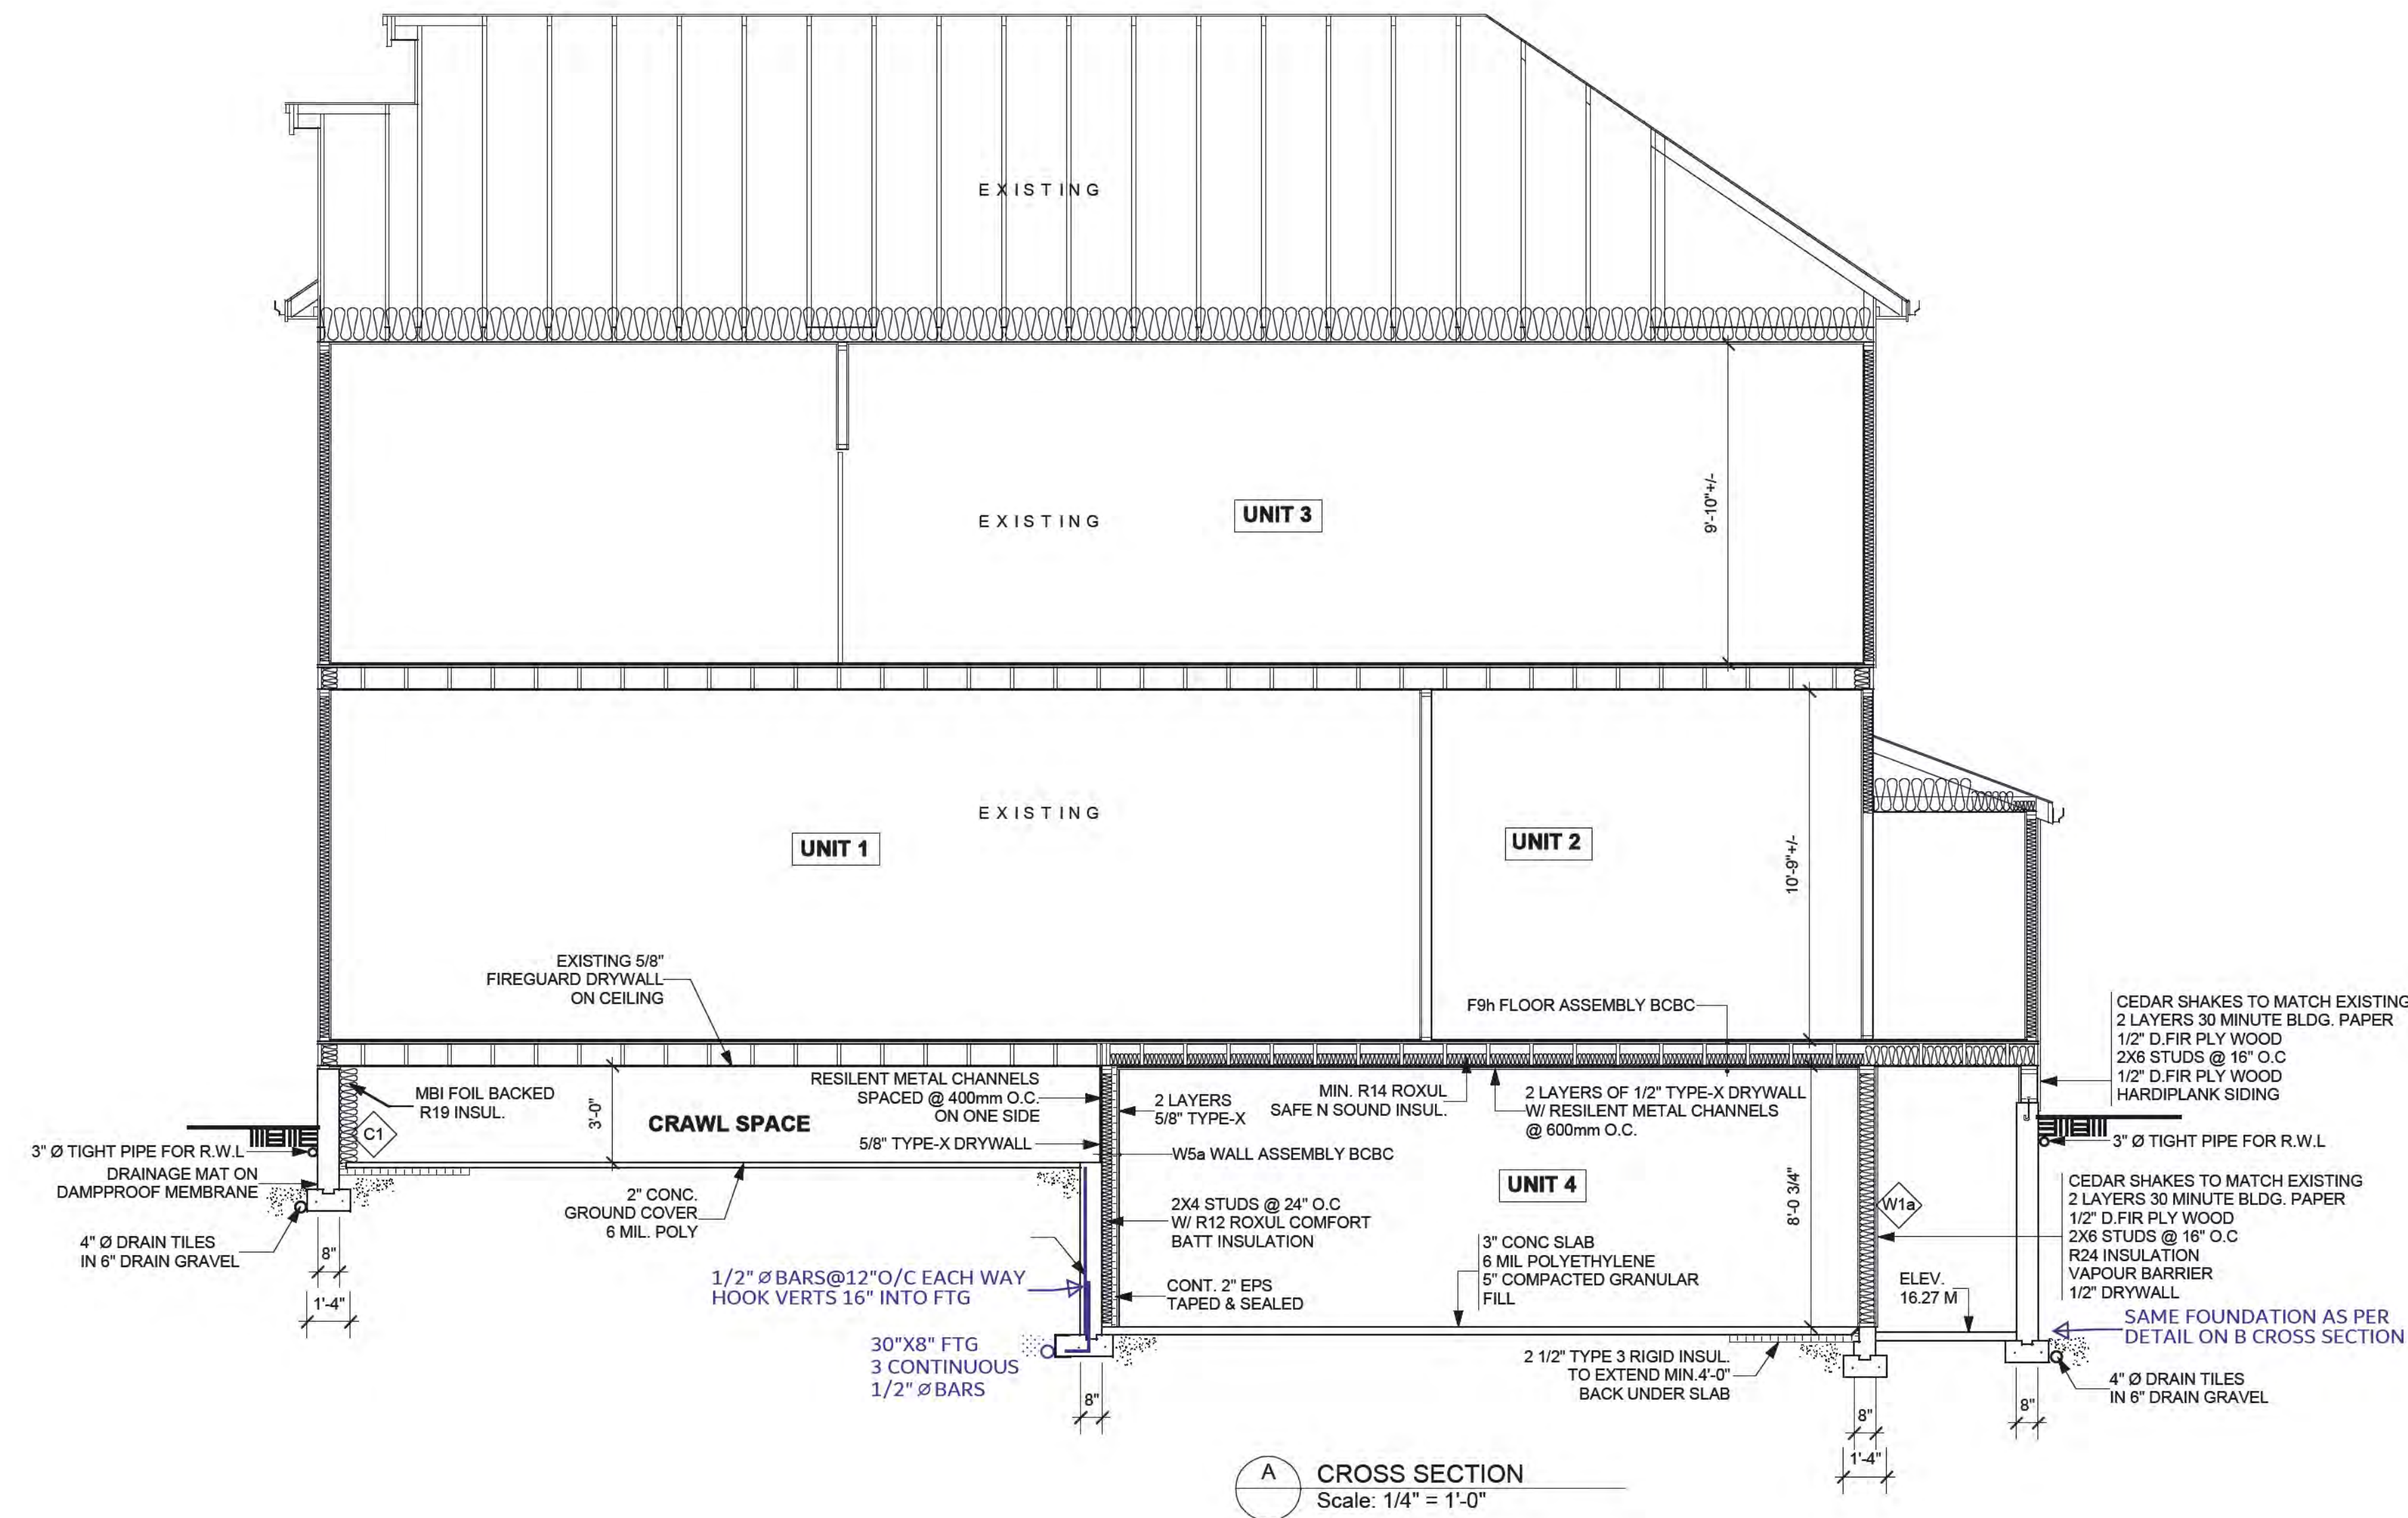 EXISTING
EXISTING
UNIT 3
9'-10"+/-
EXISTING
UNIT 1
UNIT 2
10'-9"+/-
EXISTING 5/8"
FIREGUARD DRYWALL
ON CEILING
F9h FLOOR ASSEMBLY BCBC
CEDAR SHAKES TO MATCH EXISTING
2 LAYERS 30 MINUTE BLDG. PAPER
1/2" D.FIR PLY WOOD
2X6 STUDS @ 16" O.C
1/2" D.FIR PLY WOOD
HARDIPLANK SIDING
MBI FOIL BACKED
R19 INSUL.
C1
3'-0"
CRAWL SPACE
RESILENT METAL CHANNELS
SPACED @ 400mm O.C.
ON ONE SIDE
5/8" TYPE-X DRYWALL
2 LAYERS
5/8" TYPE-X
MIN. R14 ROXUL
SAFE N SOUND INSUL.
2 LAYERS OF 1/2" TYPE-X DRYWALL
W/ RESILENT METAL CHANNELS
@ 600mm O.C.
W5a WALL ASSEMBLY BCBC
UNIT 4
8'-0 3/4"
W1a
3" Ø TIGHT PIPE FOR R.W.L
DRAINAGE MAT ON
DAMPPROOF MEMBRANE
3" Ø TIGHT PIPE FOR R.W.L
4" Ø DRAIN TILES
IN 6" DRAIN GRAVEL
8"
1'-4"
2" CONC.
GROUND COVER
6 MIL. POLY
2X4 STUDS @ 24" O.C
W/ R12 ROXUL COMFORT
BATT INSULATION
CONT. 2" EPS
TAPED & SEALED
3" CONC SLAB
6 MIL POLYETHYLENE
5" COMPACTED GRANULAR
FILL
ELEV.
16.27 M
CEDAR SHAKES TO MATCH EXISTING
2 LAYERS 30 MINUTE BLDG. PAPER
1/2" D.FIR PLY WOOD
2X6 STUDS @ 16" O.C
R24 INSULATION
VAPOUR BARRIER
1/2" DRYWALL
1/2" Ø BARS@12"O/C EACH WAY
HOOK VERTS 16" INTO FTG
30"X8" FTG
3 CONTINUOUS
1/2" Ø BARS
SAME FOUNDATION AS PER
DETAIL ON B CROSS SECTION
2 1/2" TYPE 3 RIGID INSUL.
TO EXTEND MIN.4'-0"
BACK UNDER SLAB
4" Ø DRAIN TILES
IN 6" DRAIN GRAVEL
8"
8"
1'-4"
8"
A
CROSS SECTION
Scale: 1/4" = 1'-0"